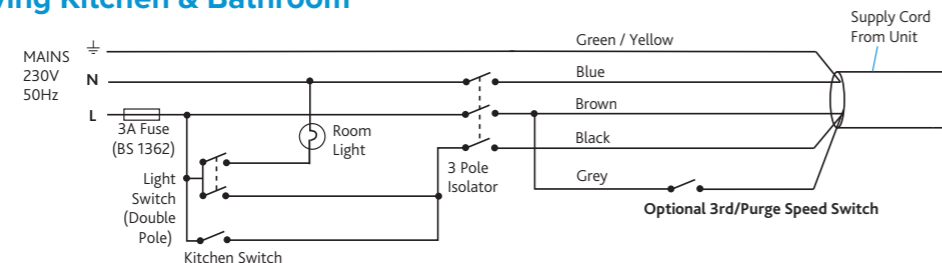 Kitchen & Bathroom
Supply Cord
From Unit
MAINS
230V
50Hz
N
L
Green / Yellow
Blue
Brown
Black
Grey
3A Fuse
(BS 1362)
Room
Light
3 Pole
Isolator
Light
Switch
(Double
Pole)
Optional 3rd/Purge Speed Switch
Kitchen Switch